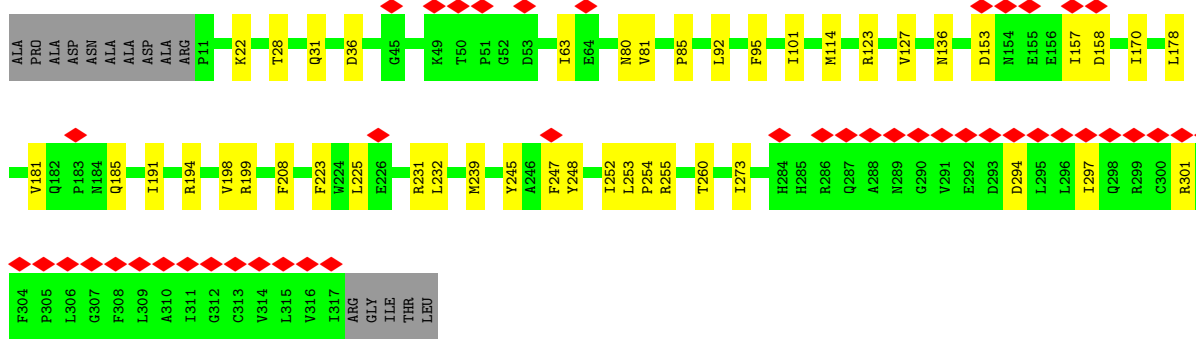 ALA PRO ALA ASP ASN ALA ALA ASP ALA ARG P11 K22 T28 Q31 D36 G45 K49 T50 P51 G52 D53 I63 E64 N80 V81 P85 L92 F95 I101 M114 R123 V127 N136 D153 N154 E155 E156 I157 D158 I170 L178
V181 Q182 P183 N184 Q185 I191 R194 V198 R199 F208 F223 W224 L225 E226 R231 L232 M239 Y245 A246 F247 Y248 I252 L253 P254 R255 T260 I273 H284 H285 R286 Q287 A288 N289 G290 V291 E292 D293 D294 L295 L296 I297 Q298 R299 C300 R301
F304 P305 L306 G307 F308 L309 A310 I311 G312 C313 V314 L315 V316 I317 ARG GLY ILE THR LEU